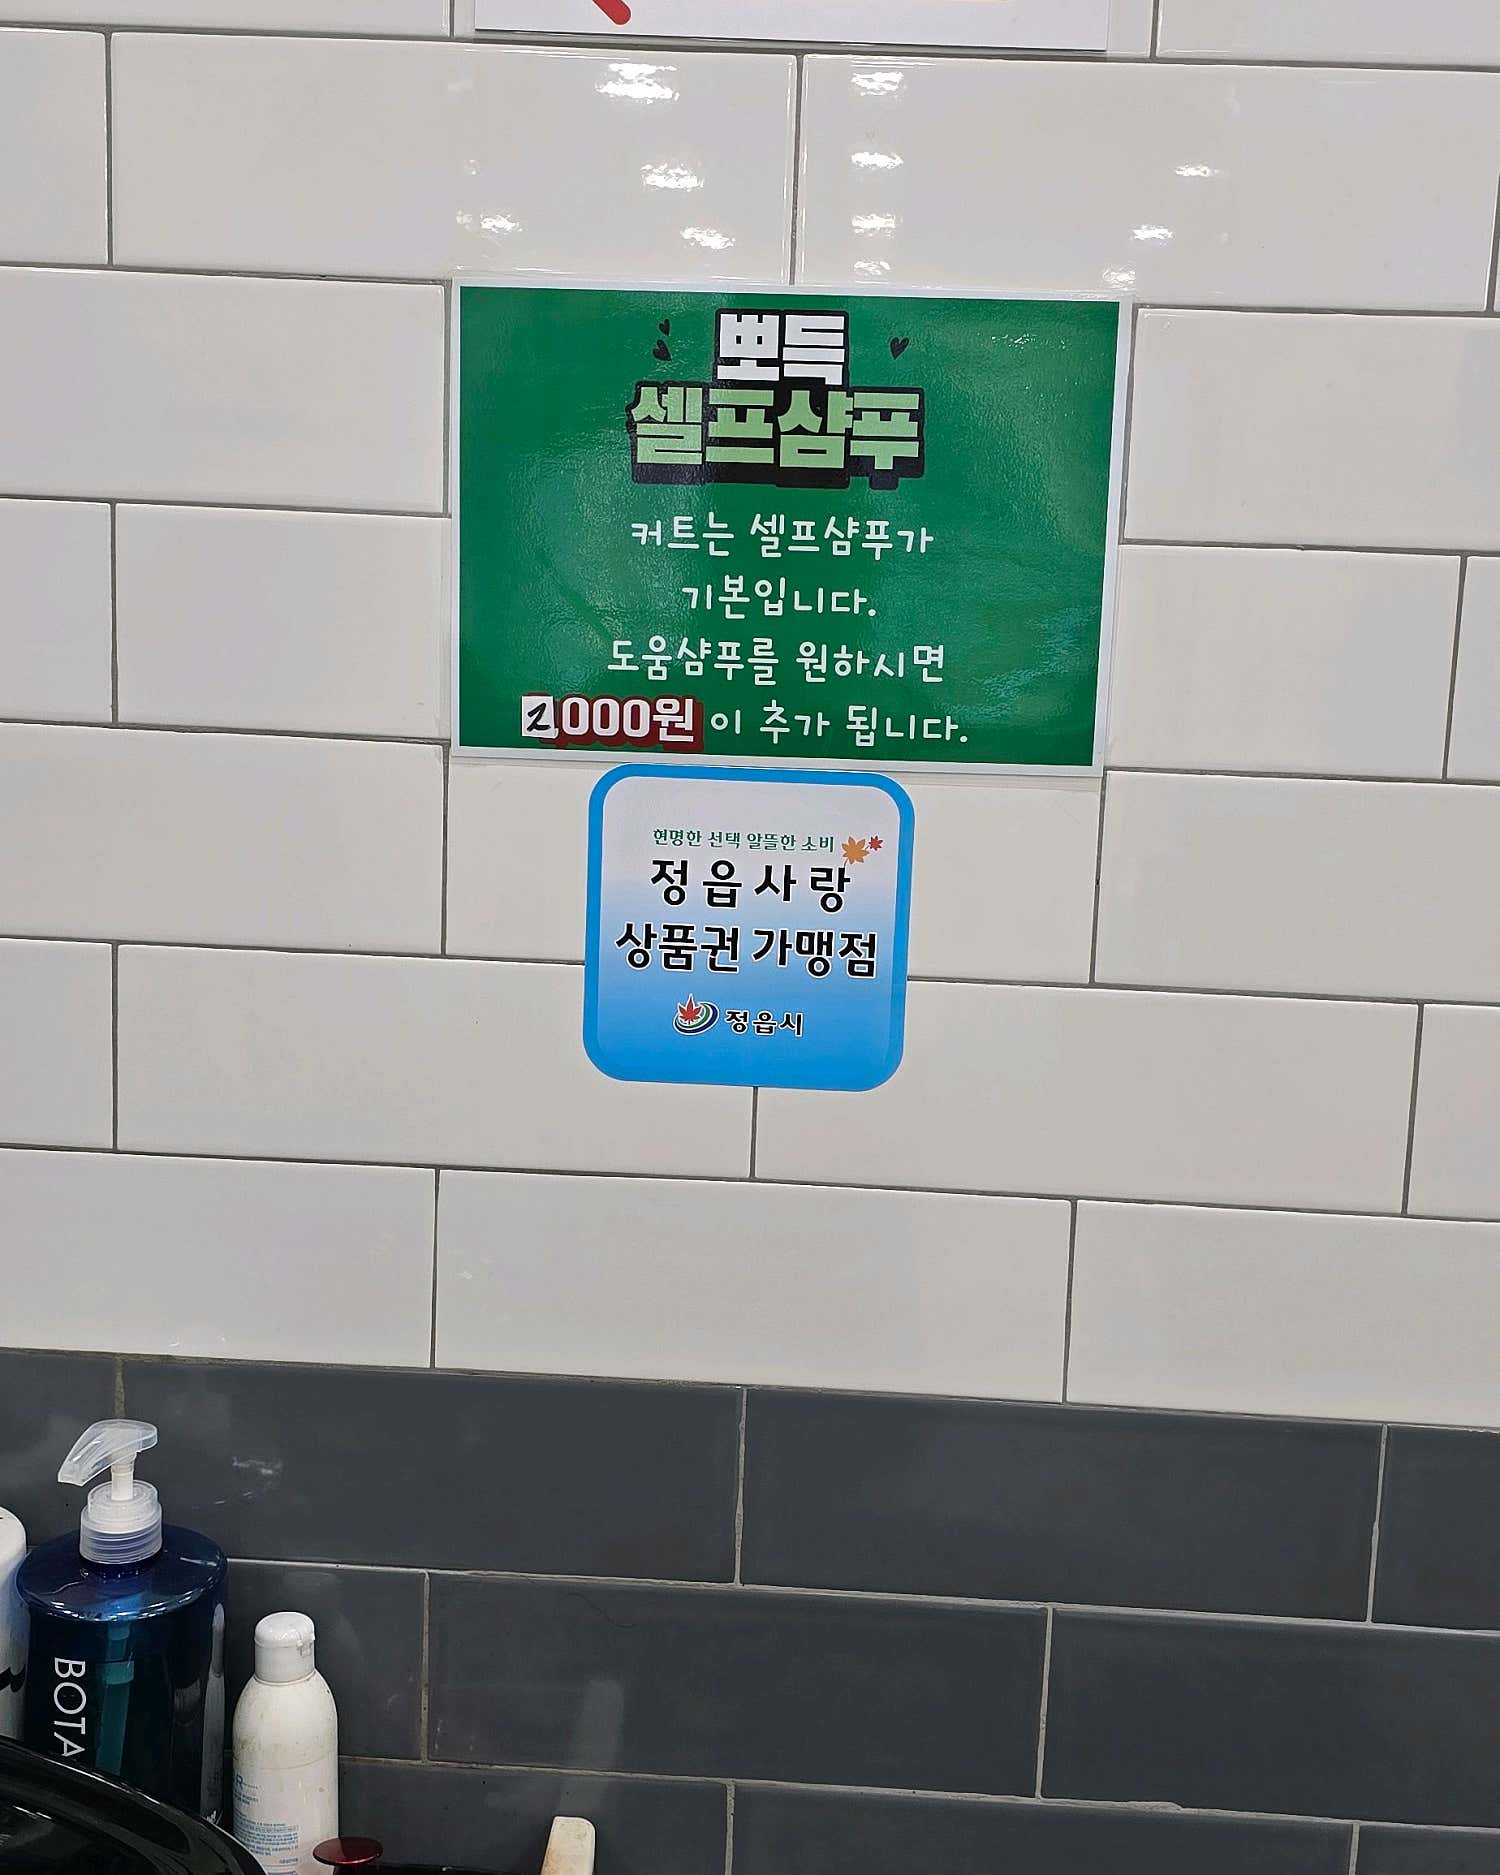 뽀득
셀프샴푸
커트는 셀프샴푸가
기본입니다.
도움샴푸를 원하시면
2,000원이 추가 됩니다.
현명한 선택 알뜰한 소비
정읍사랑
상품권 가맹점
정읍시
BOTA